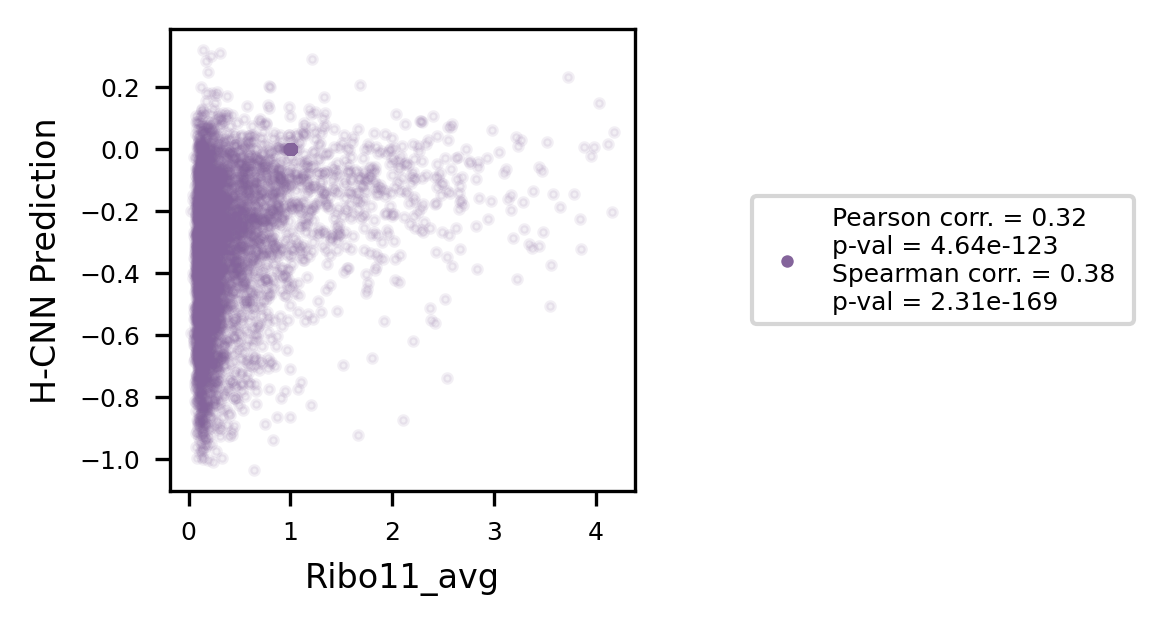 H-CNN Prediction
0.2
0.0
−0.2
−0.4
−0.6
−0.8
−1.0
0
1
2
3
4
Ribo11_avg
Pearson corr. = 0.32
p-val = 4.64e-123
Spearman corr. = 0.38
p-val = 2.31e-169